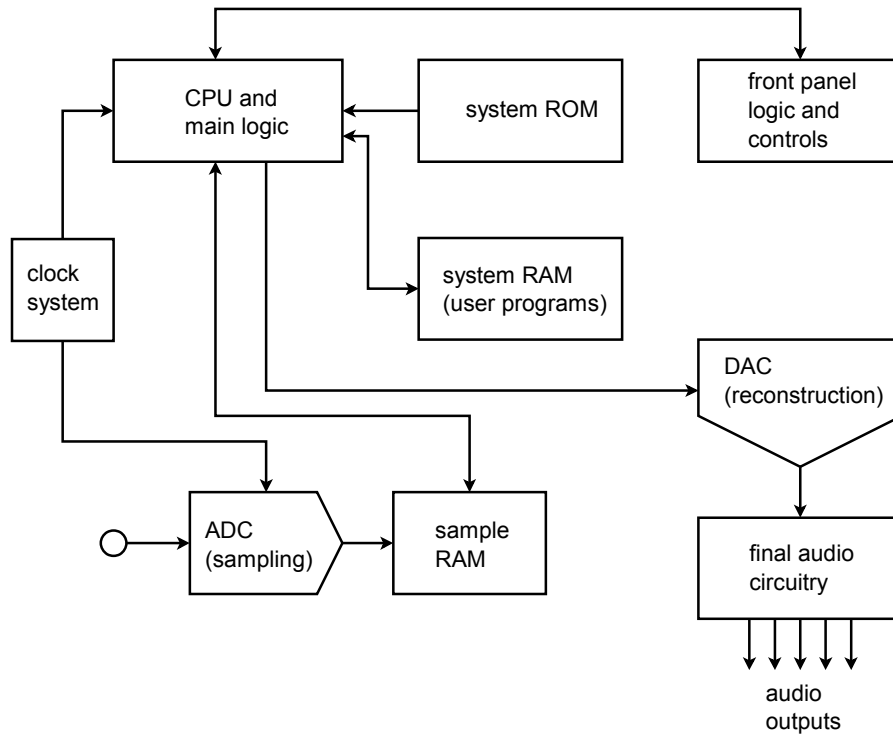 CPU and
main logic
system ROM
front panel
logic and
controls
clock
system
system RAM
(user programs)
DAC
(reconstruction)
ADC
(sampling)
sample
RAM
final audio
circuitry
audio
outputs